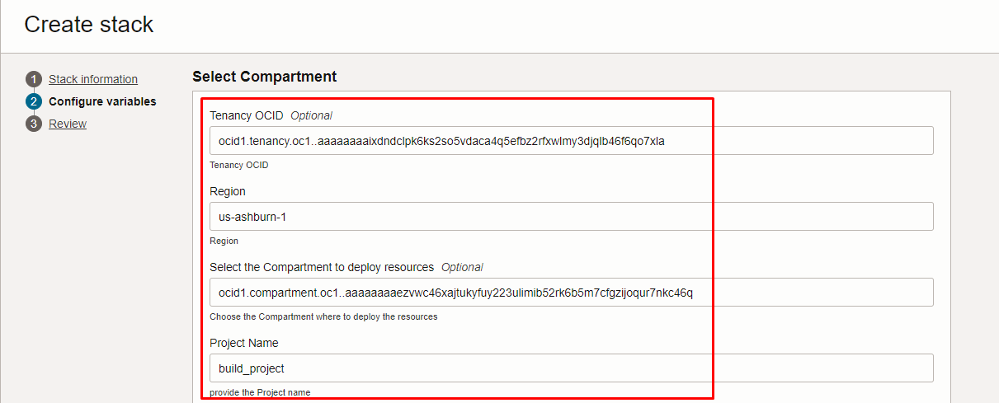 Create stack
1 Stack information
2 Configure variables
3 Review
Select Compartment
Tenancy OCID Optional
ocid1.tenancy.oc1..aaaaaaaaixdndclpk6ks2so5vdaca4q5efbz2rfxwlmy3djqlb46f6qo7xla
Tenancy OCID
Region
us-ashburn-1
Region
Select the Compartment to deploy resources Optional
ocid1.compartment.oc1..aaaaaaaaezvwc46xajtukyfuy223ulimib52rk6b5m7cfgzijoqur7nkc46q
Choose the Compartment where to deploy the resources
Project Name
build_project
provide the Project name